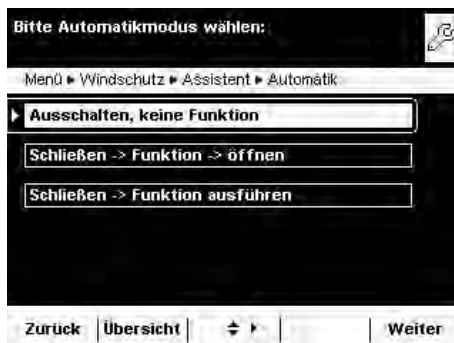 Bitte Automatikmodus wählen:
Menü ▸ Windschutz ▸ Assistent ▸ Automatik
Ausschalten, keine Funktion
Schließen -> Funktion -> öffnen
Schließen -> Funktion ausführen
Zurück Übersicht Weiter